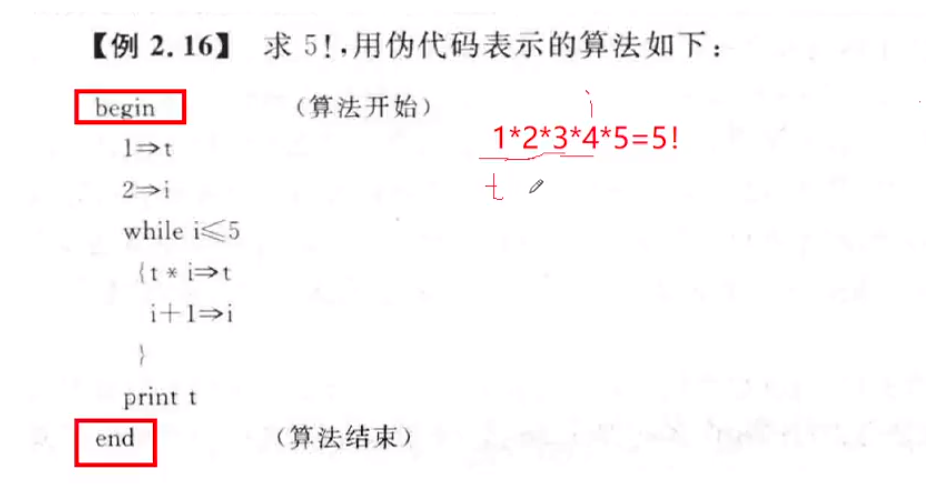 【例 2.16】 求 5!,用伪代码表示的算法如下:
begin （算法开始）
1⇒t
2⇒i
while i≤5
{t * i⇒t
i+1⇒i
}
print t
end （算法结束）
1*2*3*4*5=5!
t
i